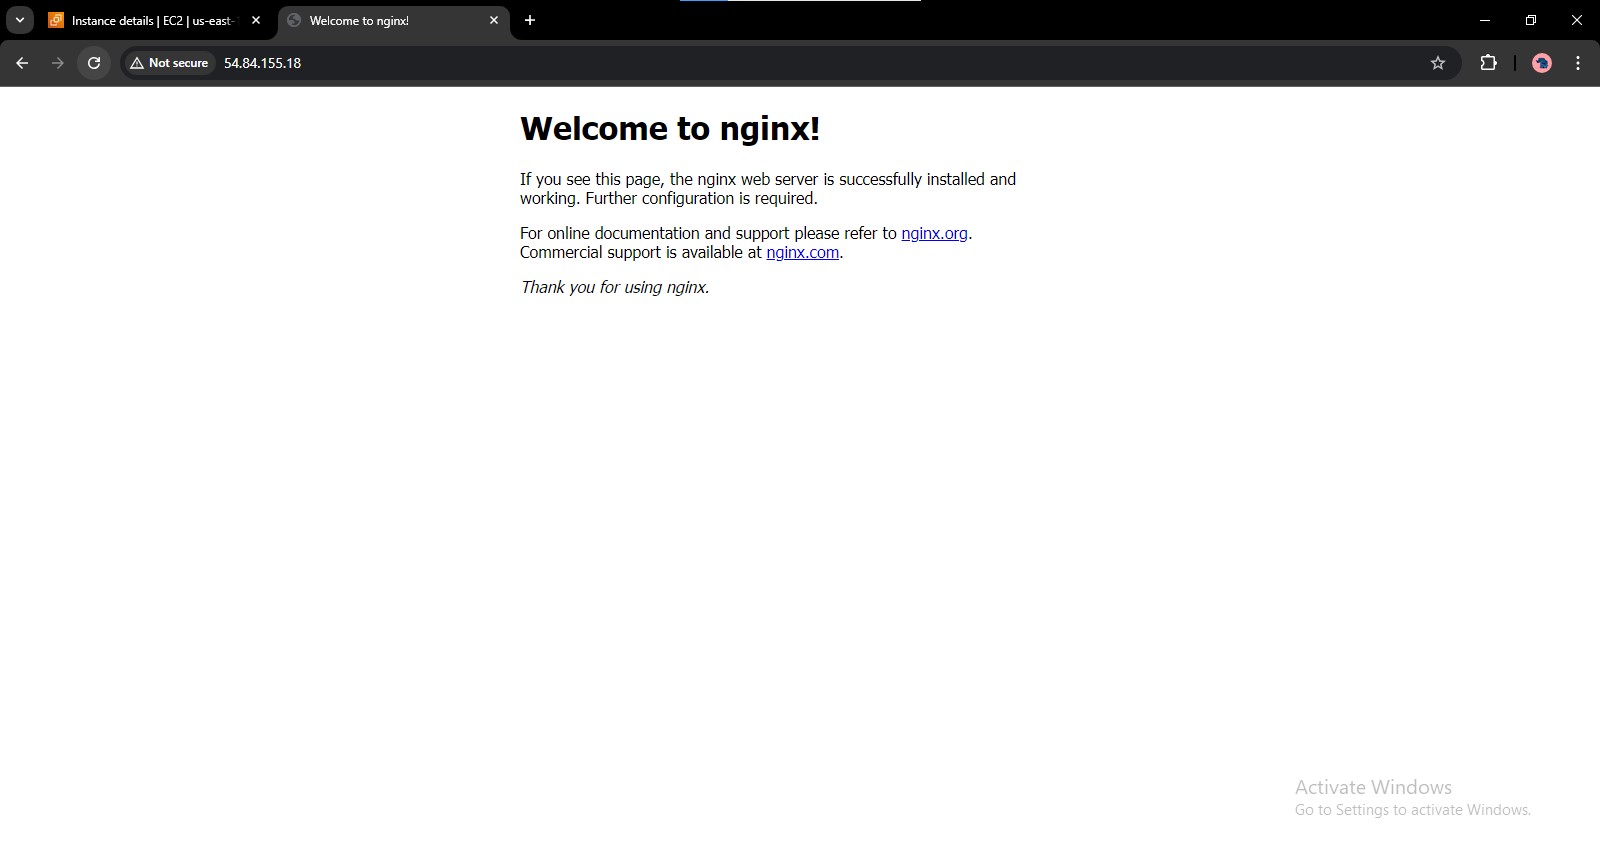 Instance details | EC2 | us-east-
Welcome to nginx!
Not secure
54.84.155.18
Welcome to nginx!
If you see this page, the nginx web server is successfully installed and
working. Further configuration is required.
For online documentation and support please refer to nginx.org.
Commercial support is available at nginx.com.
Thank you for using nginx.
Activate Windows
Go to Settings to activate Windows.